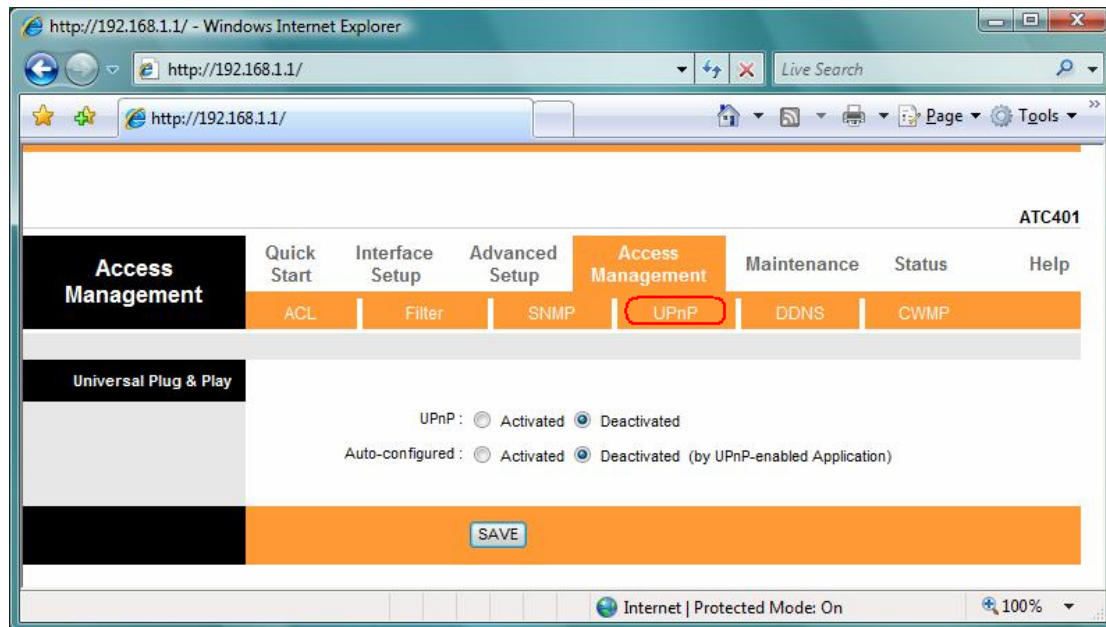 http://192.168.1.1/ - Windows Internet Explorer
http://192.168.1.1/
Live Search
http://192.168.1.1/
Page
Tools
ATC401
Access Management
Quick Start
Interface Setup
Advanced Setup
Access Management
Maintenance
Status
Help
ACL
Filter
SNMP
UPnP
DDNS
CWMP
Universal Plug & Play
UPnP : Activated Deactivated
Auto-configured : Activated Deactivated (by UPnP-enabled Application)
SAVE
Internet | Protected Mode: On
100%